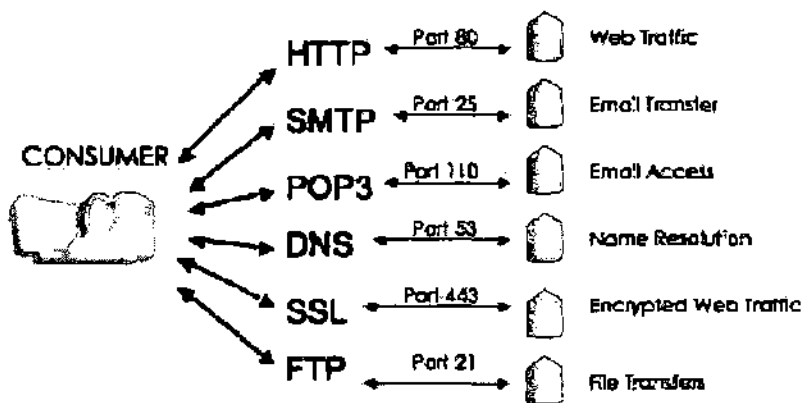 HTTP Port 80 Web Traffic
SMTP Port 25 Email Transfer
CONSUMER
POP3 Port 110 Email Access
DNS Port 53 Name Resolution
SSL Port 443 Encrypted Web Traffic
FTP Port 21 File Transfers